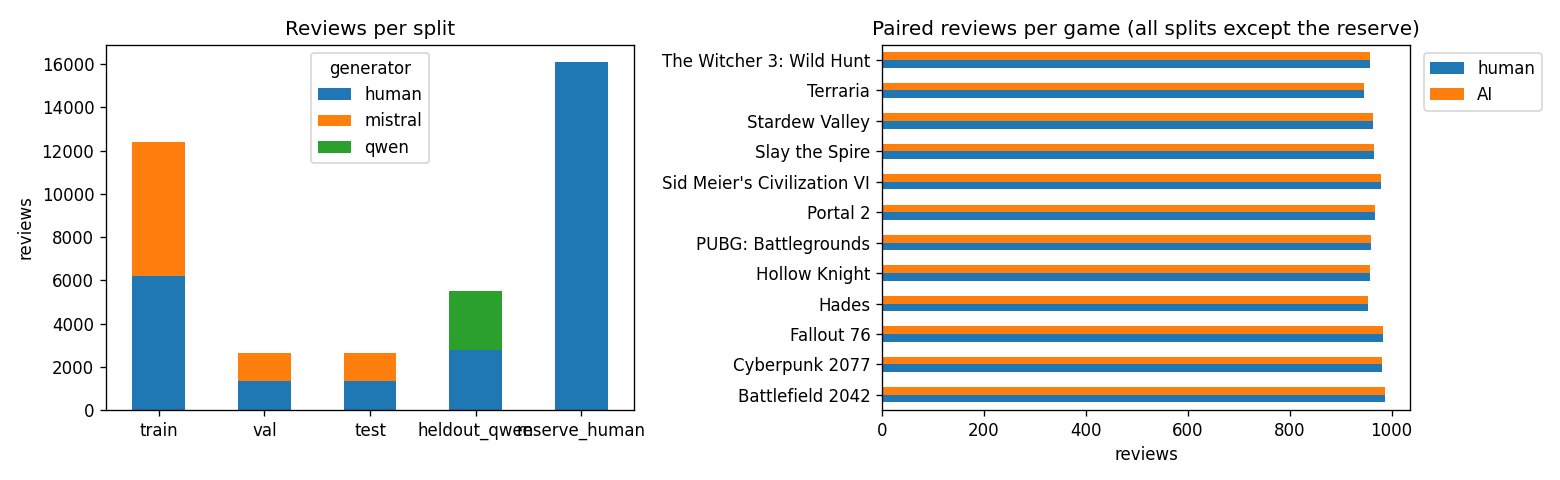 Reviews per split
generator
human
mistral
qwen
16000
14000
12000
10000
8000
6000
4000
2000
0
reviews
train
val
test
heldout_qwen
reserve_human
Paired reviews per game (all splits except the reserve)
The Witcher 3: Wild Hunt
Terraria
Stardew Valley
Slay the Spire
Sid Meier's Civilization VI
Portal 2
PUBG: Battlegrounds
Hollow Knight
Hades
Fallout 76
Cyberpunk 2077
Battlefield 2042
0
200
400
600
800
1000
reviews
human
AI